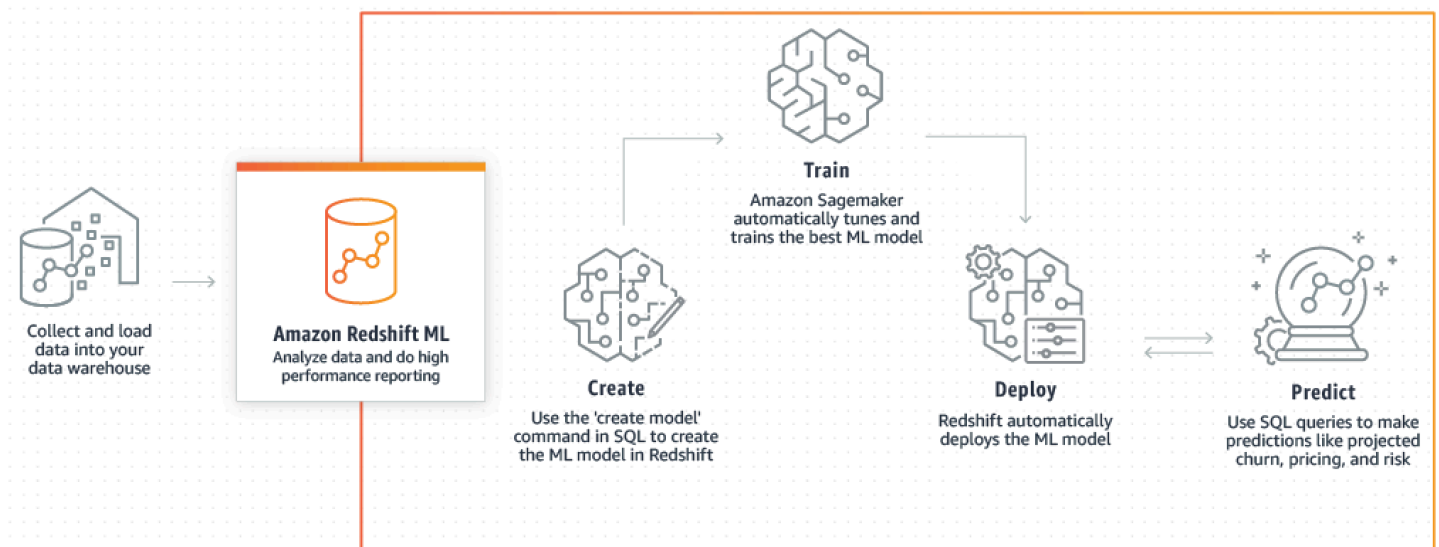 Collect and load
data into your
data warehouse
Amazon Redshift ML
Analyze data and do high
performance reporting
Create
Use the 'create model'
command in SQL to create
the ML model in Redshift
Train
Amazon Sagemaker
automatically tunes and
trains the best ML model
Deploy
Redshift automatically
deploys the ML model
Predict
Use SQL queries to make
predictions like projected
churn, pricing, and risk